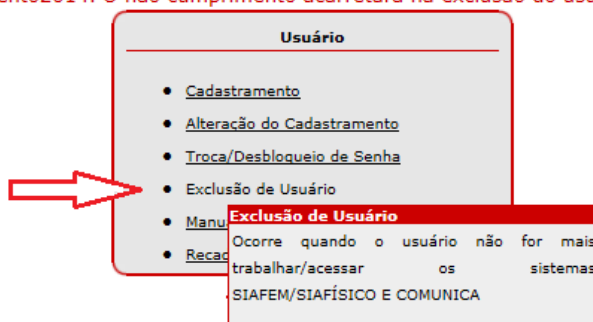 Usuário
Cadastramento
Alteração do Cadastramento
Troca/Desbloqueio de Senha
Exclusão de Usuário
Exclusão de Usuário
Ocorre quando o usuário não for mais
trabalhar/acessar os sistemas
SIAFEM/SIAFÍSICO E COMUNICA